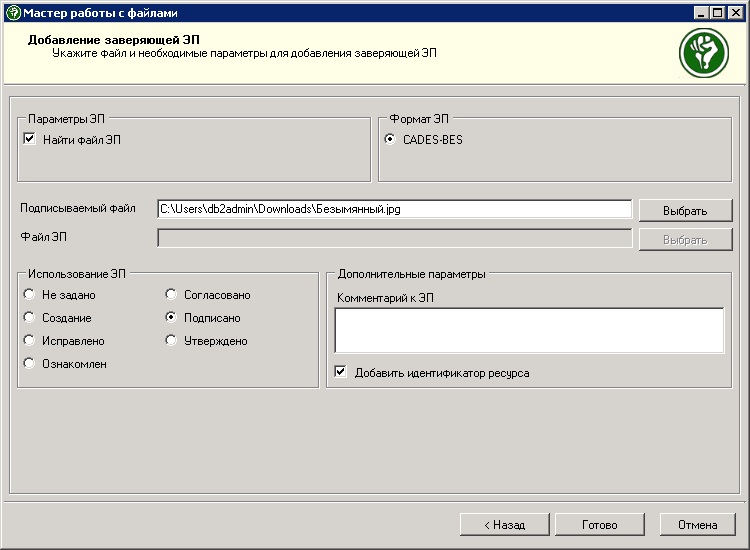 Мастер работы с файлами
Добавление заверяющей ЭП
Укажите файл и необходимые параметры для добавления заверяющей ЭП
Параметры ЭП
Найти файл ЭП
Формат ЭП
CADES-BES
Подписываемый файл
C:\Users\db2admin\Downloads\Безымянный.jpg
Выбрать
Файл ЭП
Выбрать
Использование ЭП
Не задано
Согласовано
Создание
Подписано
Исправлено
Утверждено
Ознакомлен
Дополнительные параметры
Комментарий к ЭП
Добавить идентификатор ресурса
< Назад
Готово
Отмена